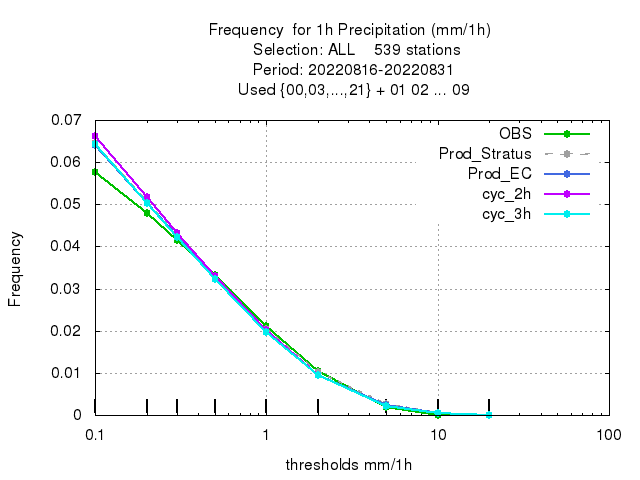 Frequency  for 1h Precipitation (mm/1h)
Selection: ALL    539 stations
Period: 20220816-20220831
Used {00,03,...,21} + 01 02 ... 09
0.07
0.06
0.05
0.04
0.03
0.02
0.01
0
Frequency
OBS
Prod_Stratus
Prod_EC
cyc_2h
cyc_3h
0.1 1 10 100
thresholds mm/1h